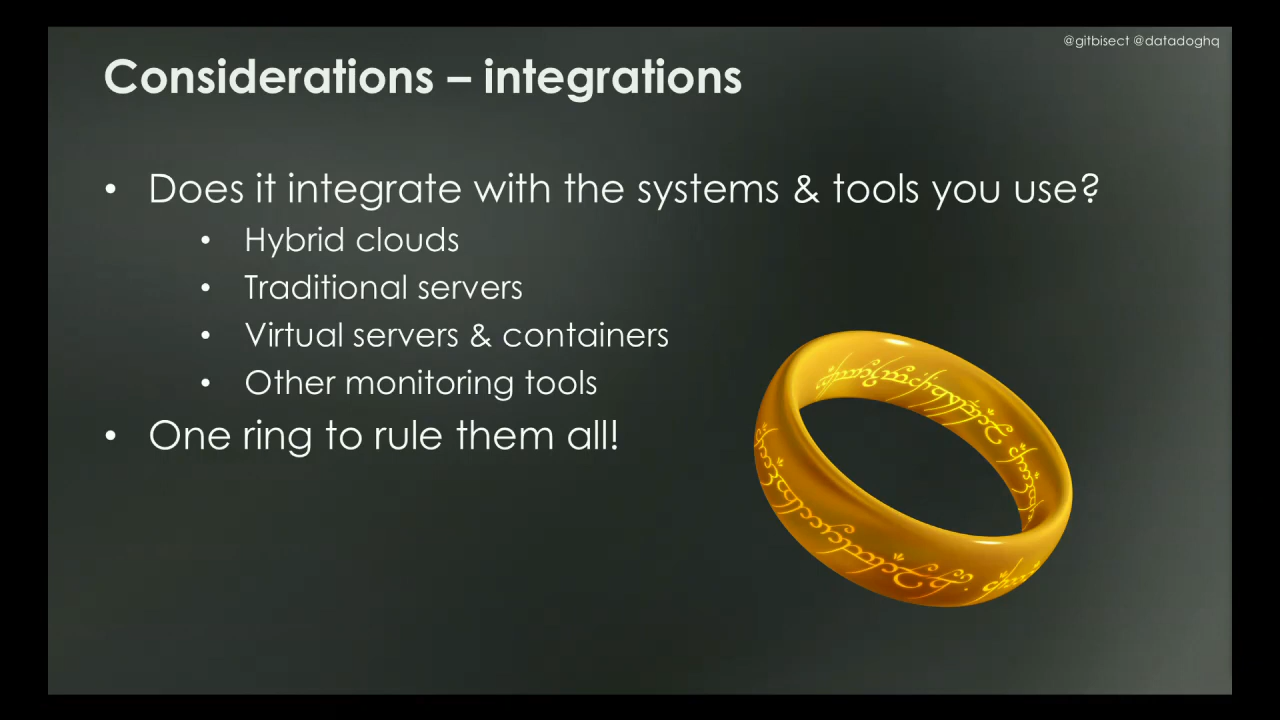 @gitbisect @datadoghq
Considerations – integrations
• Does it integrate with the systems & tools you use?
• Hybrid clouds
• Traditional servers
• Virtual servers & containers
• Other monitoring tools
• One ring to rule them all!